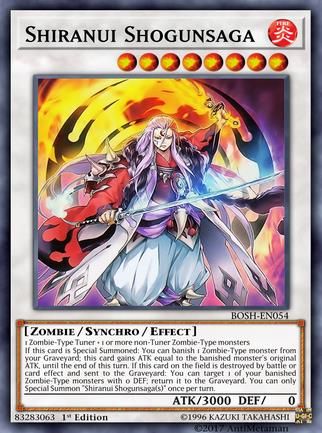 Shiranui Shogunsaga
FIRE
炎
BOSH-EN054
[Zombie / Synchro / Effect]
1 Zombie-Type Tuner + 1 or more non-Tuner Zombie-Type monsters
If this card is Special Summoned: You can banish 1 Zombie-Type monster from
your Graveyard; this card gains ATK equal to the banished monster's original
ATK, until the end of this turn. If this card on the field is destroyed by battle or
card effect and sent to the Graveyard: You can target 1 of your banished
Zombie-Type monsters with 0 DEF; return it to the Graveyard. You can only
Special Summon "Shiranui Shogunsaga(s)" once per turn.
ATK/3000 DEF/ 0
83283063 1st Edition ©1996 KAZUKI TAKAHASHI
©2017 AntiMetaman